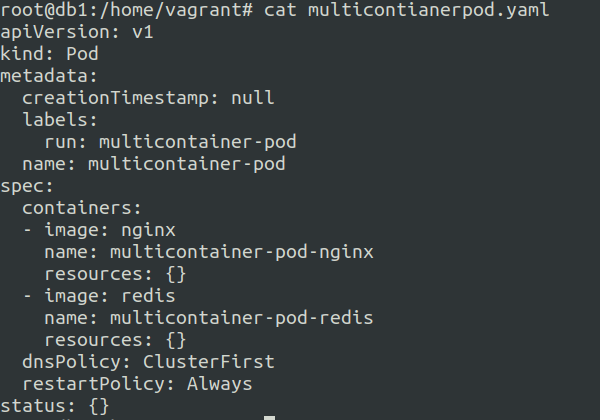 root@db1:/home/vagrant# cat multicontianerpod.yaml
apiVersion: v1
kind: Pod
metadata:
  creationTimestamp: null
  labels:
    run: multicontainer-pod
  name: multicontainer-pod
spec:
  containers:
  - image: nginx
    name: multicontainer-pod-nginx
    resources: {}
  - image: redis
    name: multicontainer-pod-redis
    resources: {}
  dnsPolicy: ClusterFirst
  restartPolicy: Always
status: {}